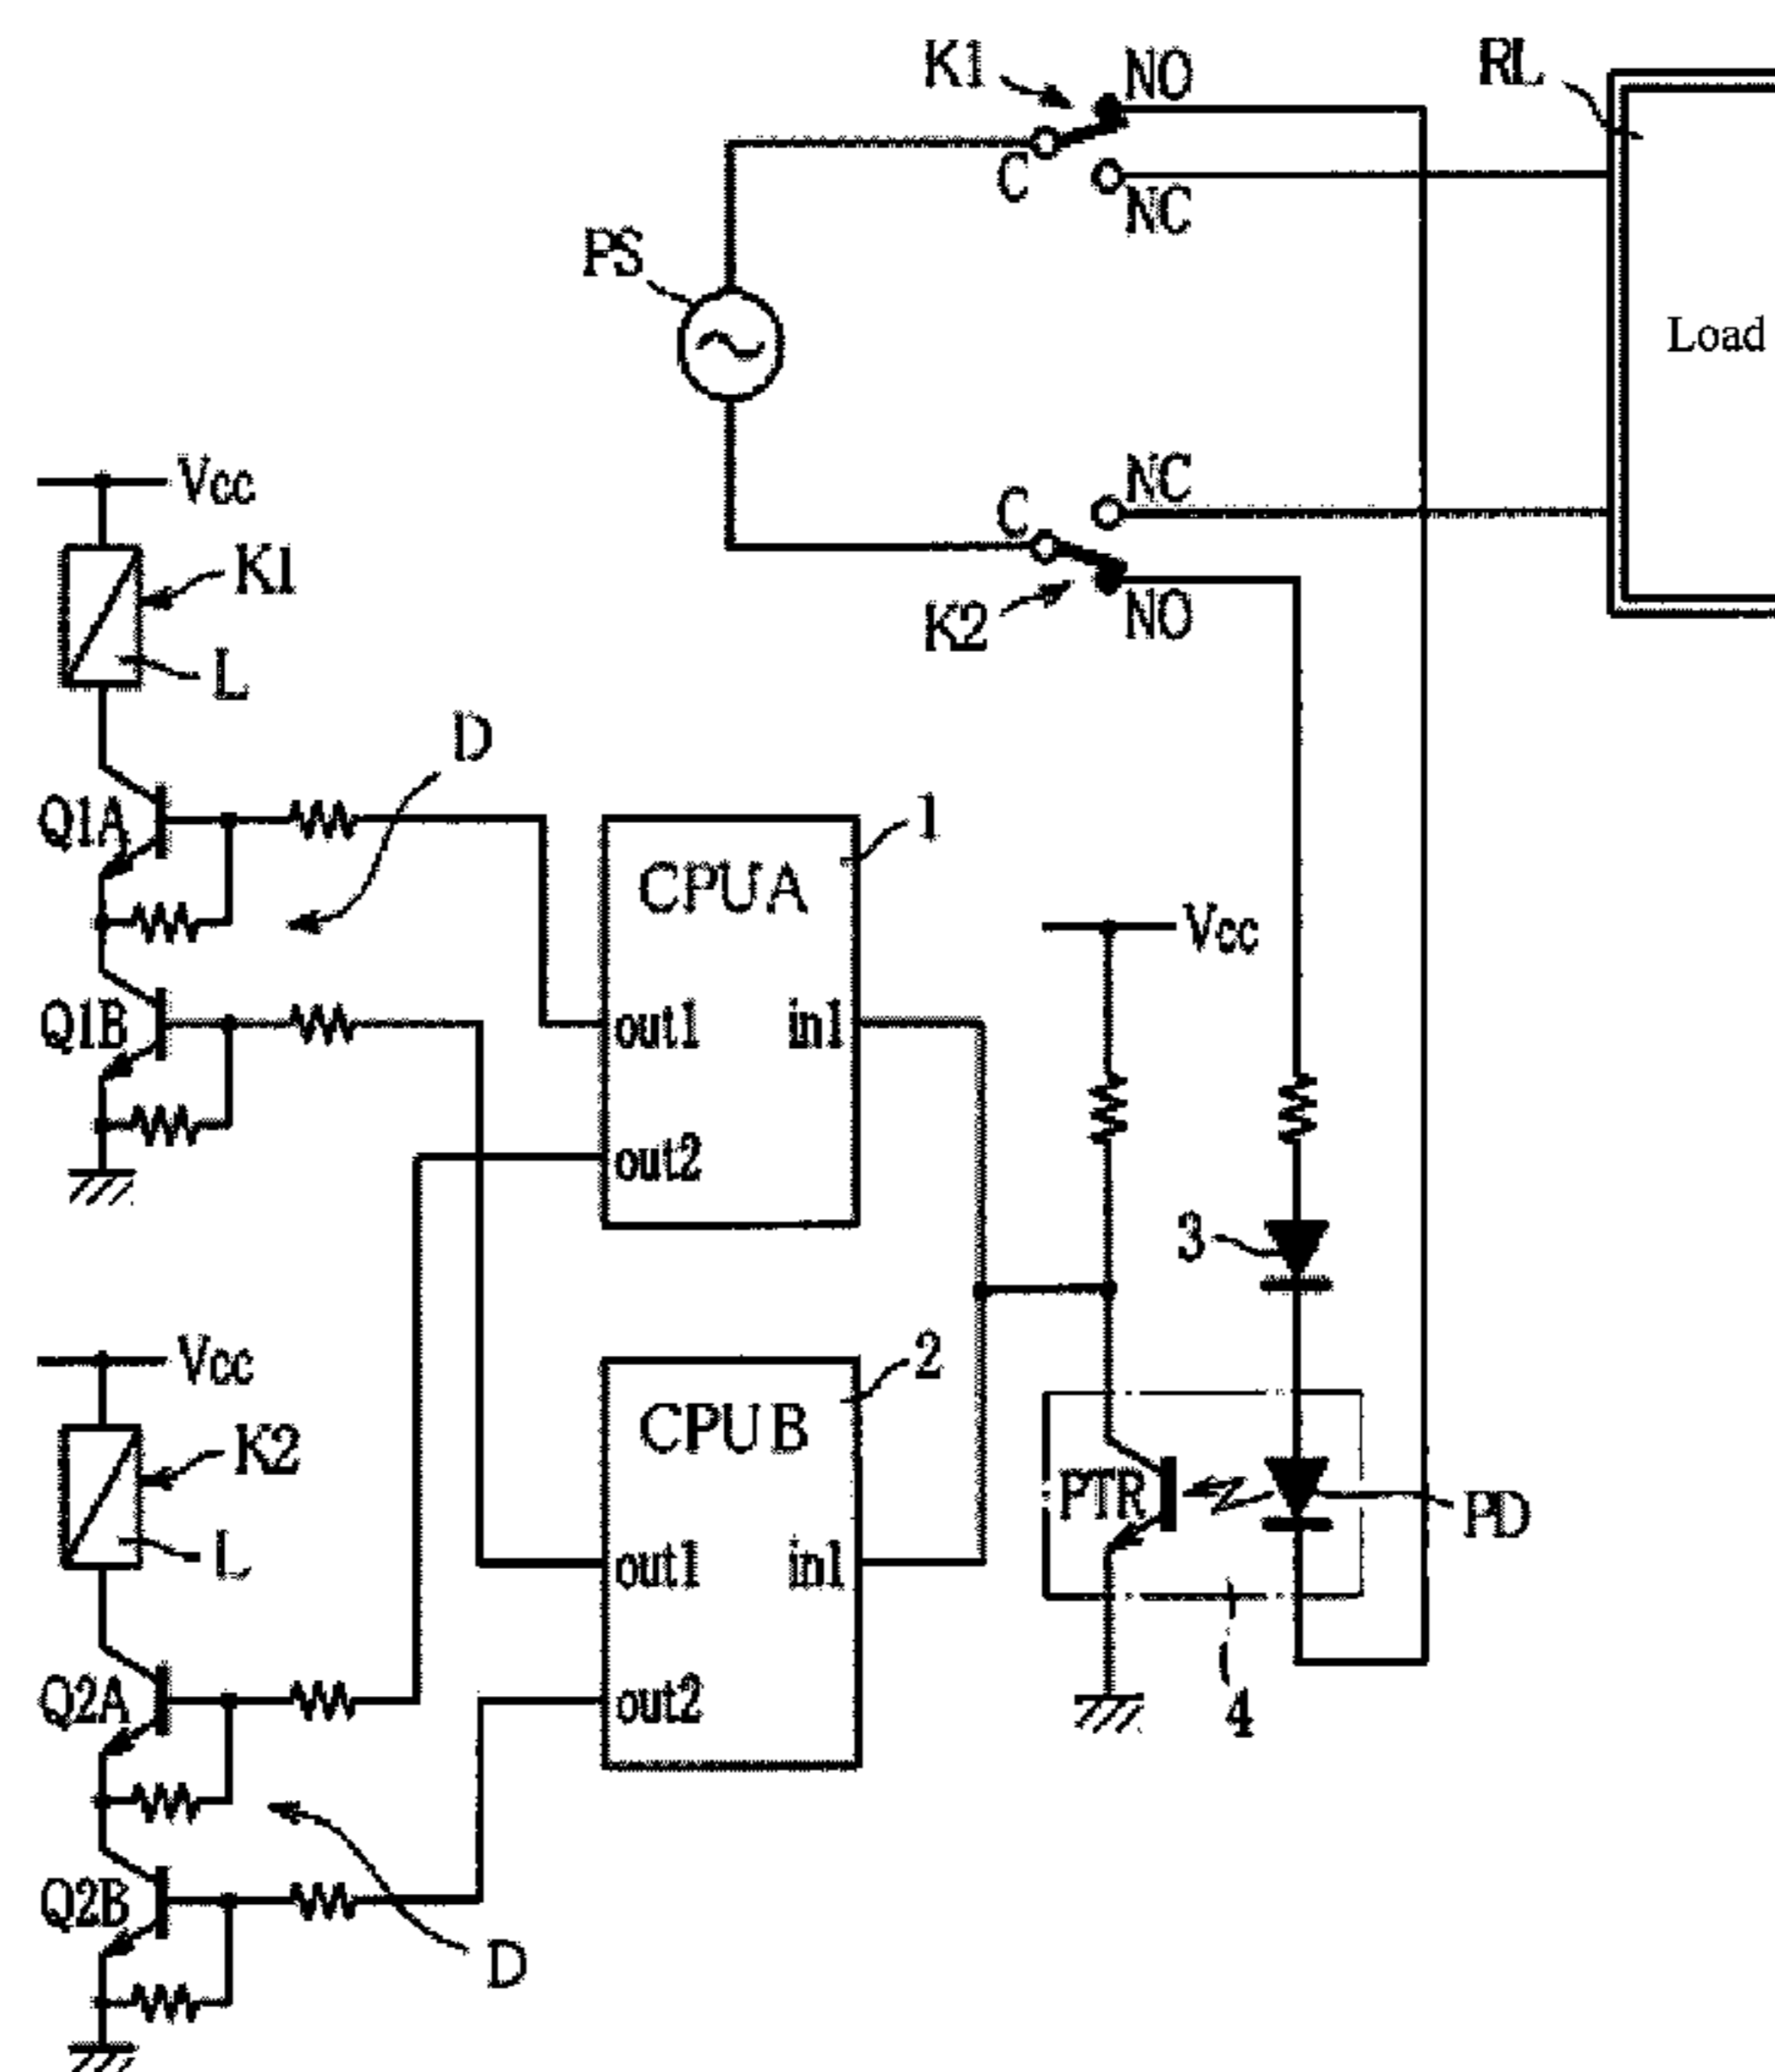 K1
NO
RL
C
NC
PS
Load
Vcc
C
NC
K1
K2
NO
L
D
Q1A
1
CPUA
Vcc
Q1B
out1
in1
out2
3
Vcc
2
K2
CPUB
PTR
PD
L
out1
in1
Q2A
out2
4
Q2B
D